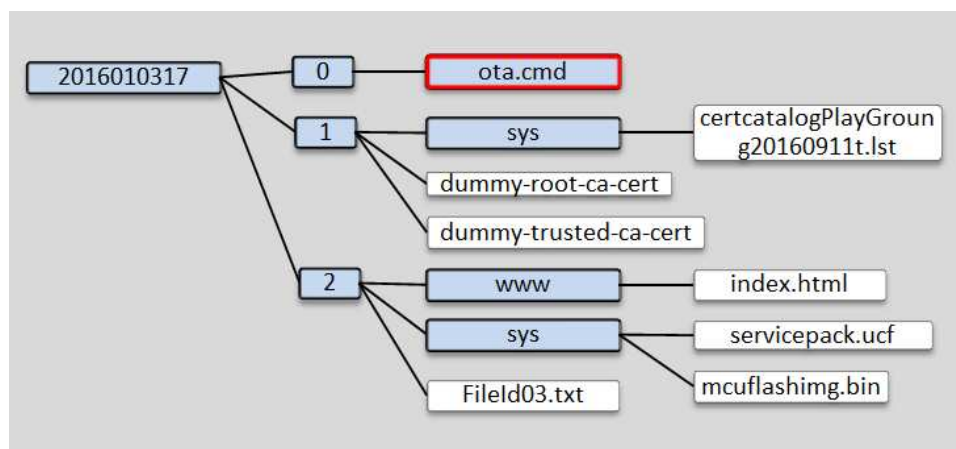 2016010317
0
ota.cmd
1
sys
certcatalogPlayGroun
g20160911t.lst
dummy-root-ca-cert
dummy-trusted-ca-cert
2
www
index.html
sys
servicepack.ucf
mcuflashimg.bin
FileId03.txt